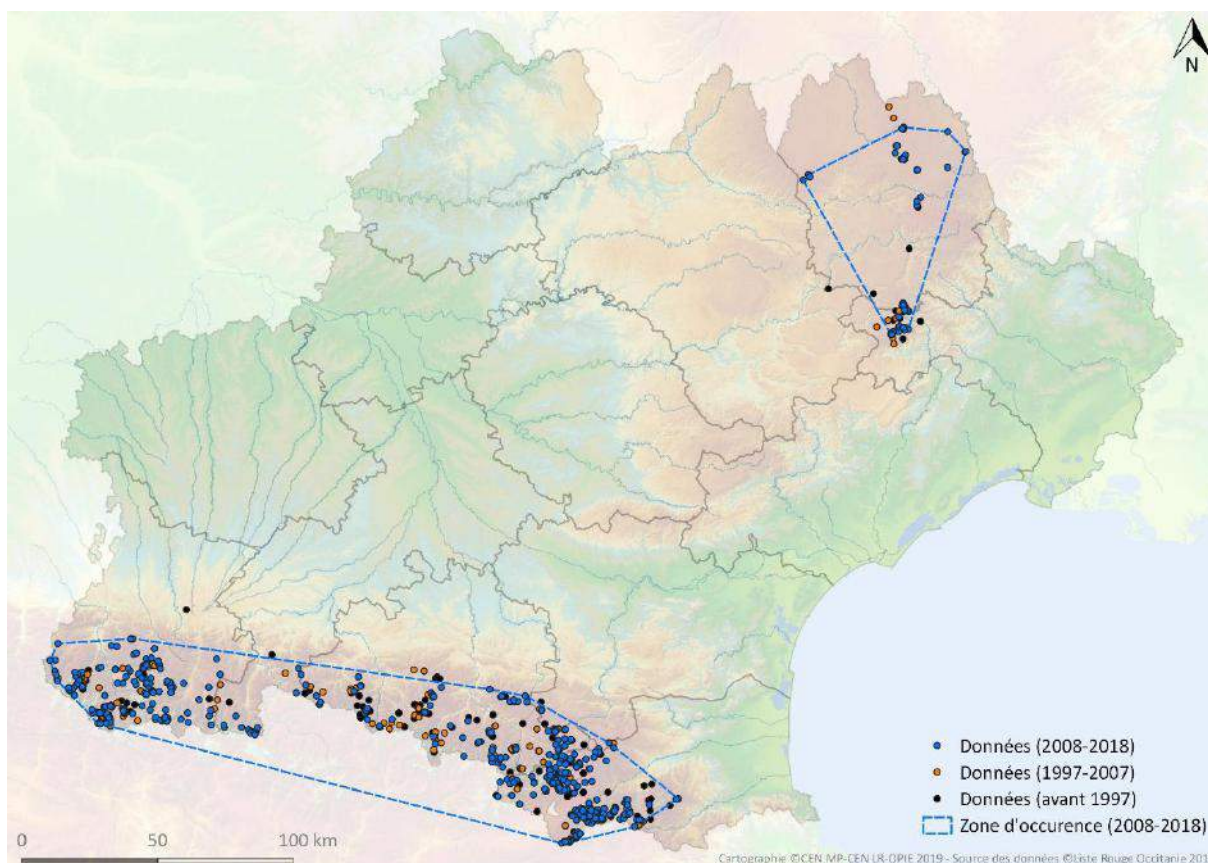 N
Données (2008-2018)
Données (1997-2007)
Données (avant 1997)
Zone d'occurence (2008-2018)
0 50 100 km
Cartographie ©CEN MP-CEN LR-OPIE 2019 - Source des données ©Liste Rouge Occitanie 201